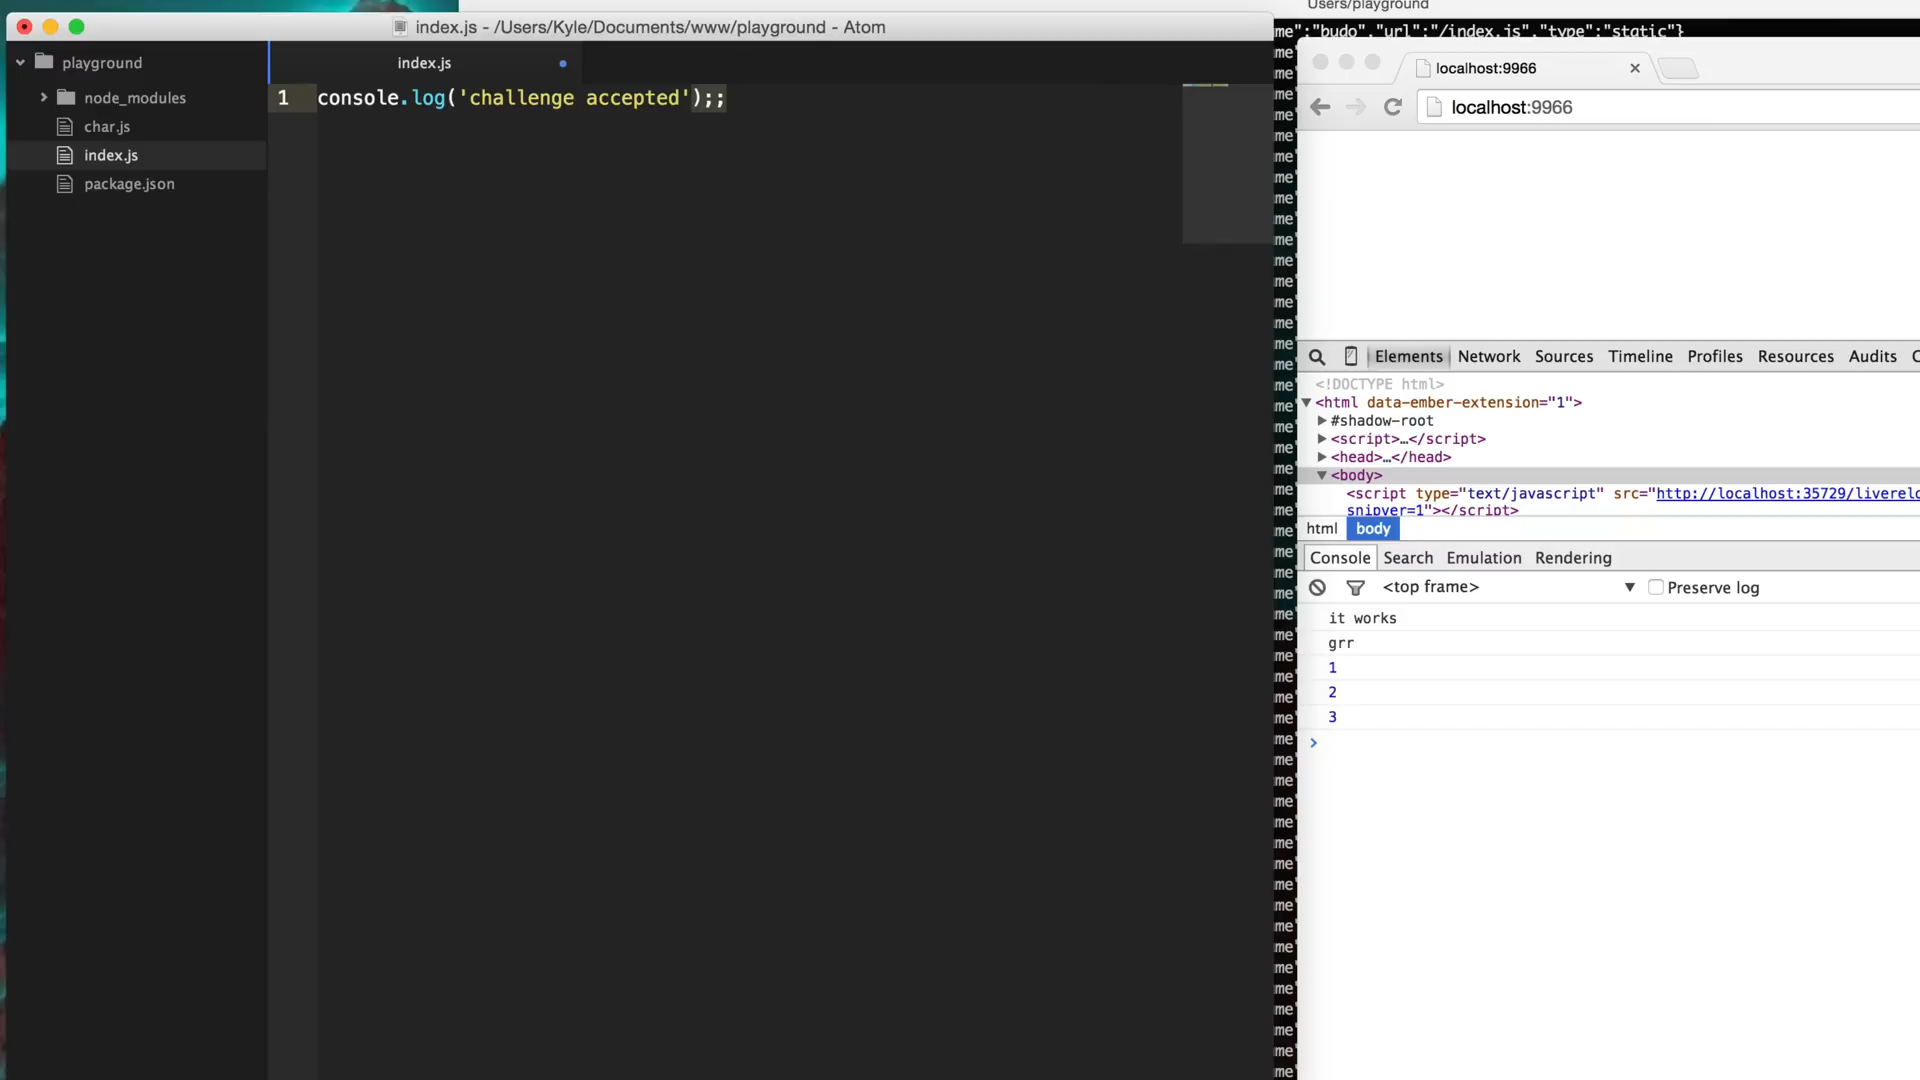 Users/playground
index.js - /Users/Kyle/Documents/www/playground - Atom
me":"budo","url":"/index.js","type":"static"}
playground
node_modules
char.js
index.js
package.json
index.js
1 console.log('challenge accepted');;
localhost:9966
localhost:9966
Elements Network Sources Timeline Profiles Resources Audits
<!DOCTYPE html>
<html data-ember-extension="1">
#shadow-root
<script>…</script>
<head>…</head>
<body>
<script type="text/javascript" src="http://localhost:35729/liverelo
snipver=1"></script>
html body
Console Search Emulation Rendering
<top frame> Preserve log
it works
grr
1
2
3
>